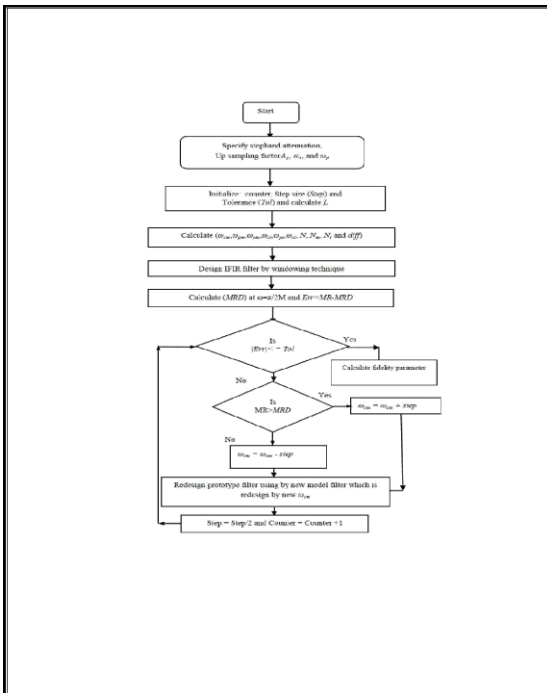 Start
Specify stopband attenuation,
Up sampling factor Aₛ, ωₛ, and ωₚ
Initialize– counter, Step size (Step) and
Tolerance (Tol) and calculate L
Design IFIR filter by windowing technique
Calculate (MRD) at ω=π/2M and Err=MR-MRD
Is
|Err|< = Tol
Yes
Calculate fidelity parameter
No
Is
MR>MRD
Yes
ω꜀ₘ = ω꜀ₘ + step
No
ω꜀ₘ = ω꜀ₘ - step
Redesign prototype filter using by new model filter which is
redesign by new ω꜀ₘ
Step = Step/2 and Counter = Counter +1